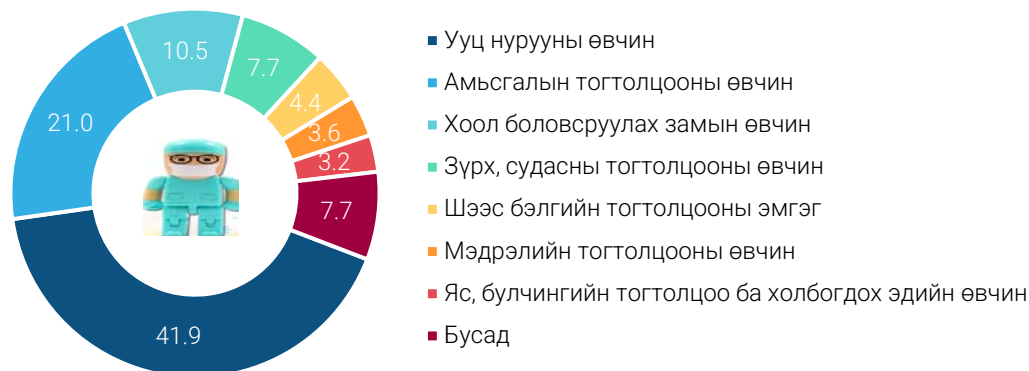 10.5
7.7
4.4
3.6
3.2
7.7
21.0
41.9
Ууц нурууны өвчин
Амьсгалын тогтолцооны өвчин
Хоол боловсруулах замын өвчин
Зүрх, судасны тогтолцооны өвчин
Шээс бэлгийн тогтолцооны эмгэг
Мэдрэлийн тогтолцооны өвчин
Яс, булчингийн тогтолцоо ба холбогдох эдийн өвчин
Бусад